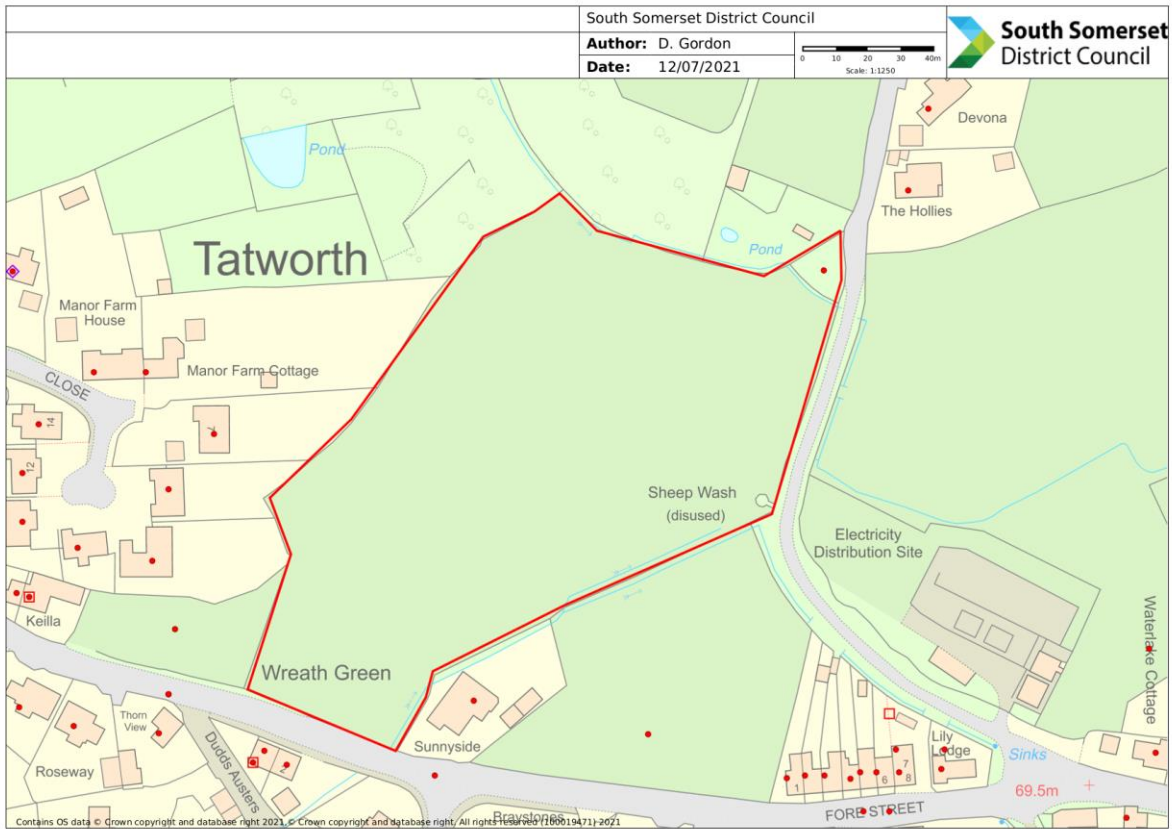 South Somerset District Council
Author: D. Gordon
Date: 12/07/2021
0 10 20 30 40m
Scale: 1:1250
South Somerset
District Council
Devona
Pond
The Hollies
Tatworth
Pond
Manor Farm
House
Manor Farm Cottage
CLOSE
14
7
12
Sheep Wash
(disused)
Electricity
Distribution Site
Keilla
Waterlake Cottage
Wreath Green
Thorn
View
Sunnyside
Dudds Austers
Lily
Lodge
Sinks
Roseway
2
1
6
7
8
69.5m
FORE STREET
Braystones
Contains OS data © Crown copyright and database right 2021.© Crown copyright and database right. All rights reserved (100019471) 2021